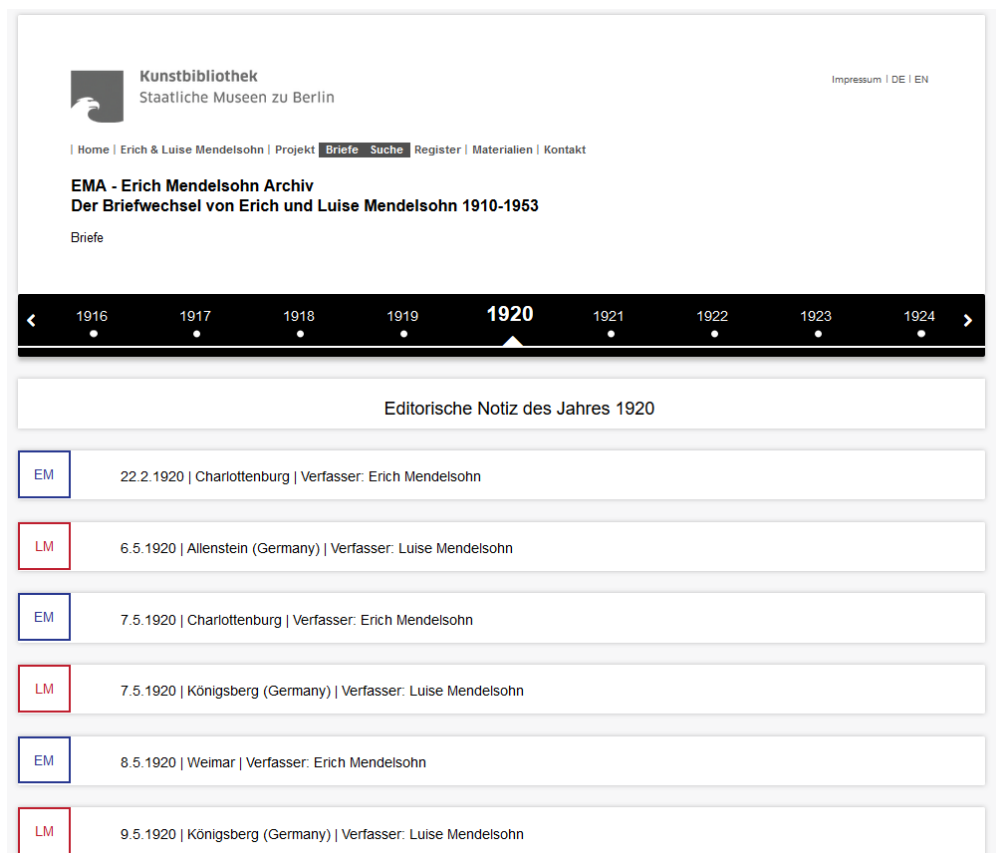 Kunstbibliothek
Staatliche Museen zu Berlin
Impressum | DE | EN
| Home | Erich & Luise Mendelsohn | Projekt Briefe Suche Register | Materialien | Kontakt
EMA - Erich Mendelsohn Archiv
Der Briefwechsel von Erich und Luise Mendelsohn 1910-1953
Briefe
1916 1917 1918 1919 1920 1921 1922 1923 1924
Editorische Notiz des Jahres 1920
EM 22.2.1920 | Charlottenburg | Verfasser: Erich Mendelsohn
LM 6.5.1920 | Allenstein (Germany) | Verfasser: Luise Mendelsohn
EM 7.5.1920 | Charlottenburg | Verfasser: Erich Mendelsohn
LM 7.5.1920 | Königsberg (Germany) | Verfasser: Luise Mendelsohn
EM 8.5.1920 | Weimar | Verfasser: Erich Mendelsohn
LM 9.5.1920 | Königsberg (Germany) | Verfasser: Luise Mendelsohn